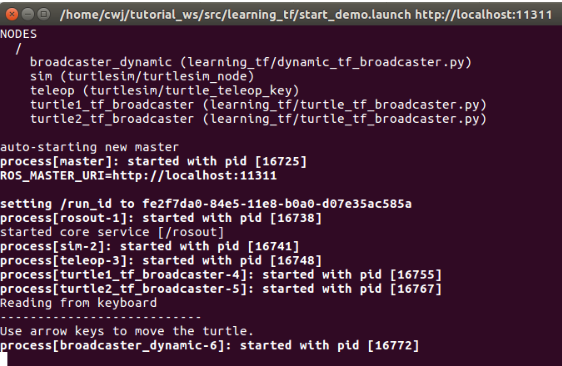 /home/cwj/tutorial_ws/src/learning_tf/start_demo.launch http://localhost:11311
NODES
/
broadcaster_dynamic (learning_tf/dynamic_tf_broadcaster.py)
sim (turtlesim/turtlesim_node)
teleop (turtlesim/turtle_teleop_key)
turtle1_tf_broadcaster (learning_tf/turtle_tf_broadcaster.py)
turtle2_tf_broadcaster (learning_tf/turtle_tf_broadcaster.py)
auto-starting new master
process[master]: started with pid [16725]
ROS_MASTER_URI=http://localhost:11311
setting /run_id to fe2f7da0-84e5-11e8-b0a0-d07e35ac585a
process[rosout-1]: started with pid [16738]
started core service [/rosout]
process[sim-2]: started with pid [16741]
process[teleop-3]: started with pid [16748]
process[turtle1_tf_broadcaster-4]: started with pid [16755]
process[turtle2_tf_broadcaster-5]: started with pid [16767]
Reading from keyboard
---------------------------
Use arrow keys to move the turtle.
process[broadcaster_dynamic-6]: started with pid [16772]